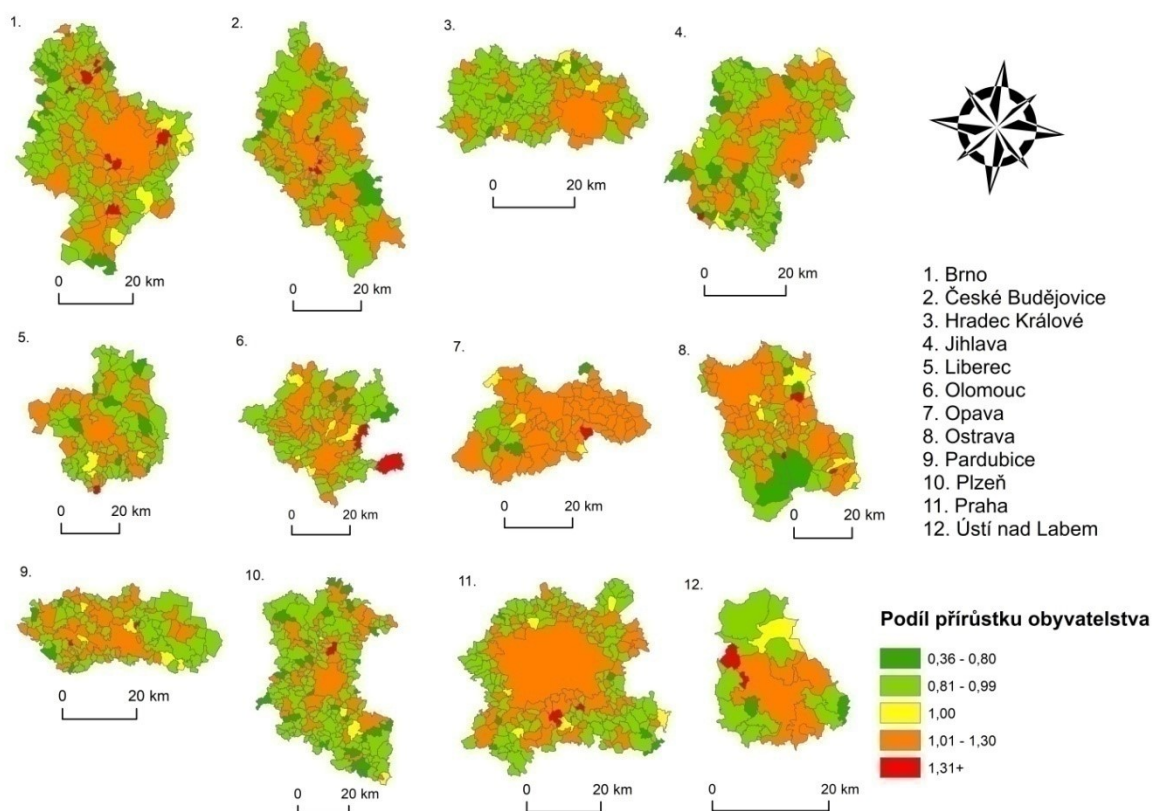 1.
2.
3.
4.
0 20 km
0 20 km
0 20 km
0 20 km
1. Brno
2. České Budějovice
3. Hradec Králové
4. Jihlava
5. Liberec
6. Olomouc
7. Opava
8. Ostrava
9. Pardubice
10. Plzeň
11. Praha
12. Ústí nad Labem
5.
6.
7.
8.
0 20 km
0 20 km
0 20 km
0 20 km
9.
10.
11.
12.
0 20 km
0 20 km
0 20 km
0 20 km
Podíl přírůstku obyvatelstva
0,36 - 0,80
0,81 - 0,99
1,00
1,01 - 1,30
1,31+